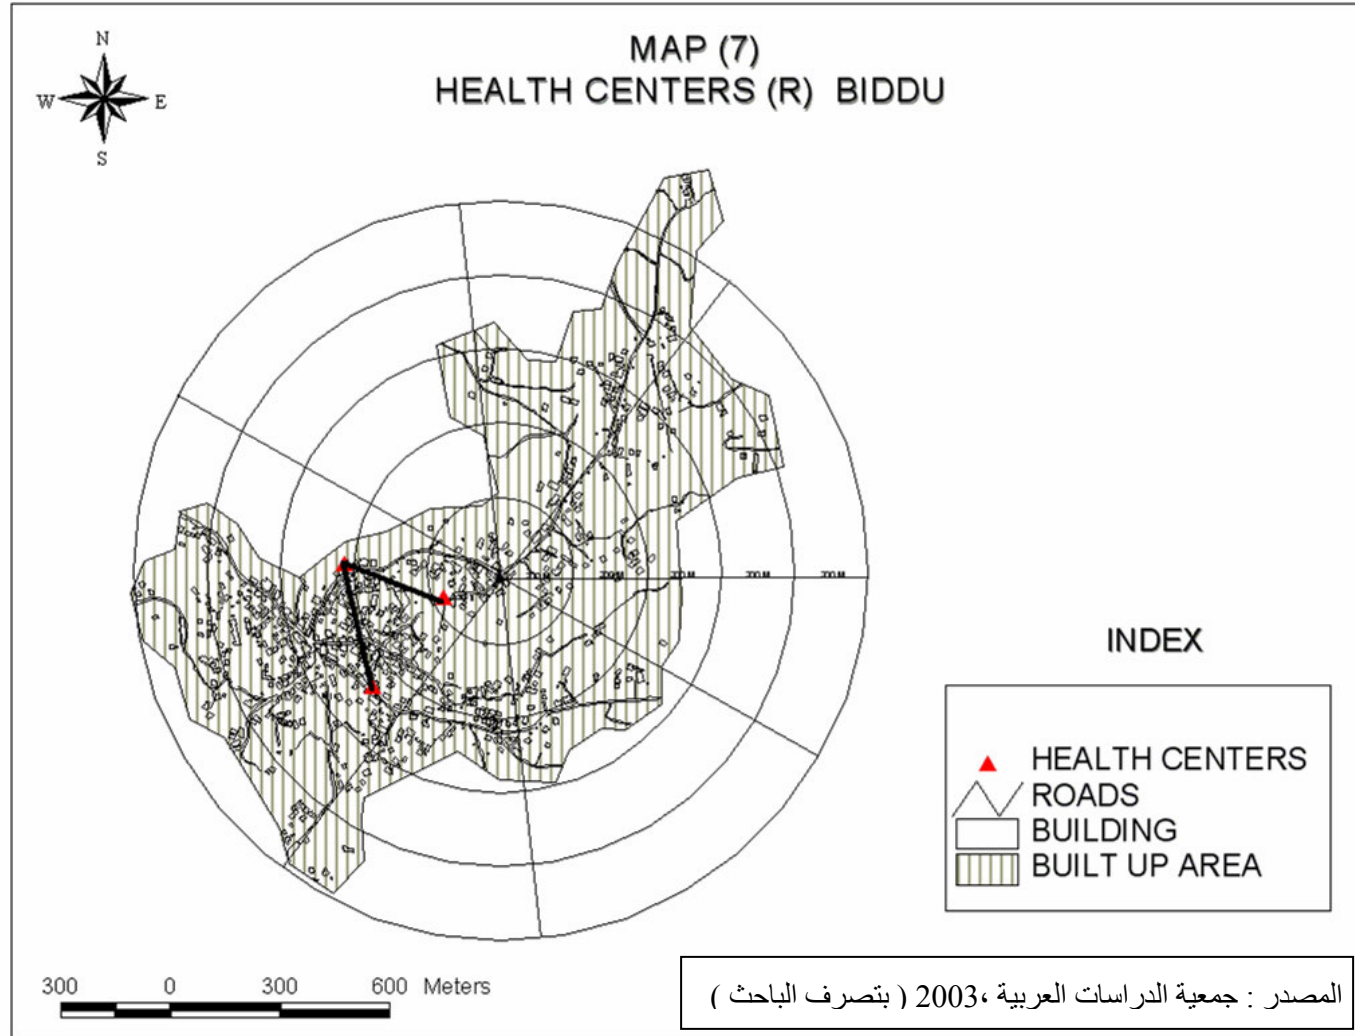 N
W E
S
MAP (7)
HEALTH CENTERS (R) BIDDU
INDEX
HEALTH CENTERS
ROADS
BUILDING
BUILT UP AREA
300 0 300 600 Meters
المصدر : جمعية الدراسات العربية ،2003 ( بتصرف الباحث )